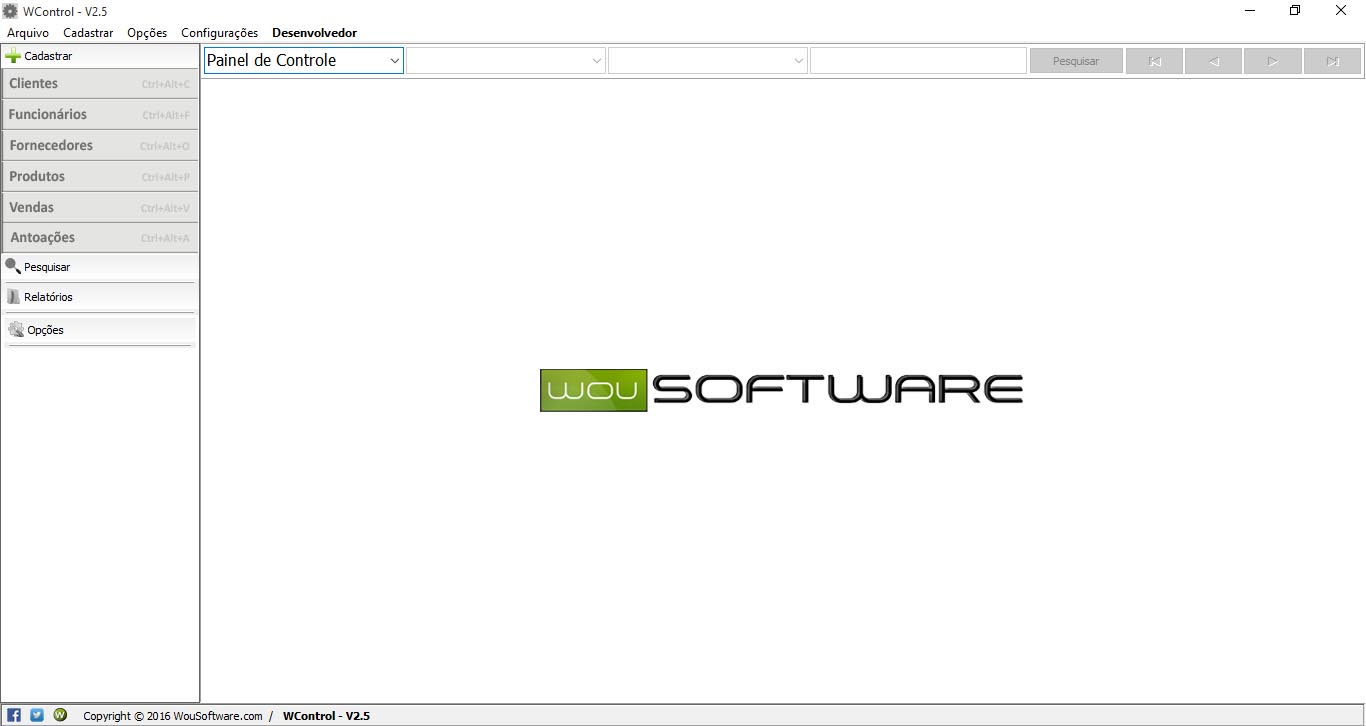 WControl - V2.5
Arquivo Cadastrar Opções Configurações Desenvolvedor
Cadastrar
Painel de Controle
Pesquisar
Clientes Ctrl+Alt+C
Funcionários Ctrl+Alt+F
Fornecedores Ctrl+Alt+O
Produtos Ctrl+Alt+P
Vendas Ctrl+Alt+V
Antoações Ctrl+Alt+A
Pesquisar
Relatórios
Opções
WOU SOFTWARE
Copyright © 2016 WouSoftware.com / WControl - V2.5